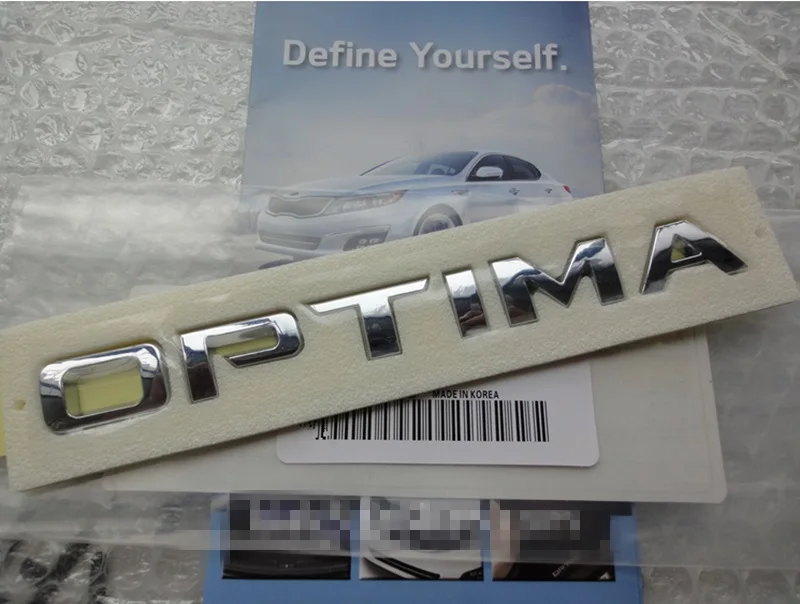 Define Yourself.
OPTIMA
MADE IN KOREA